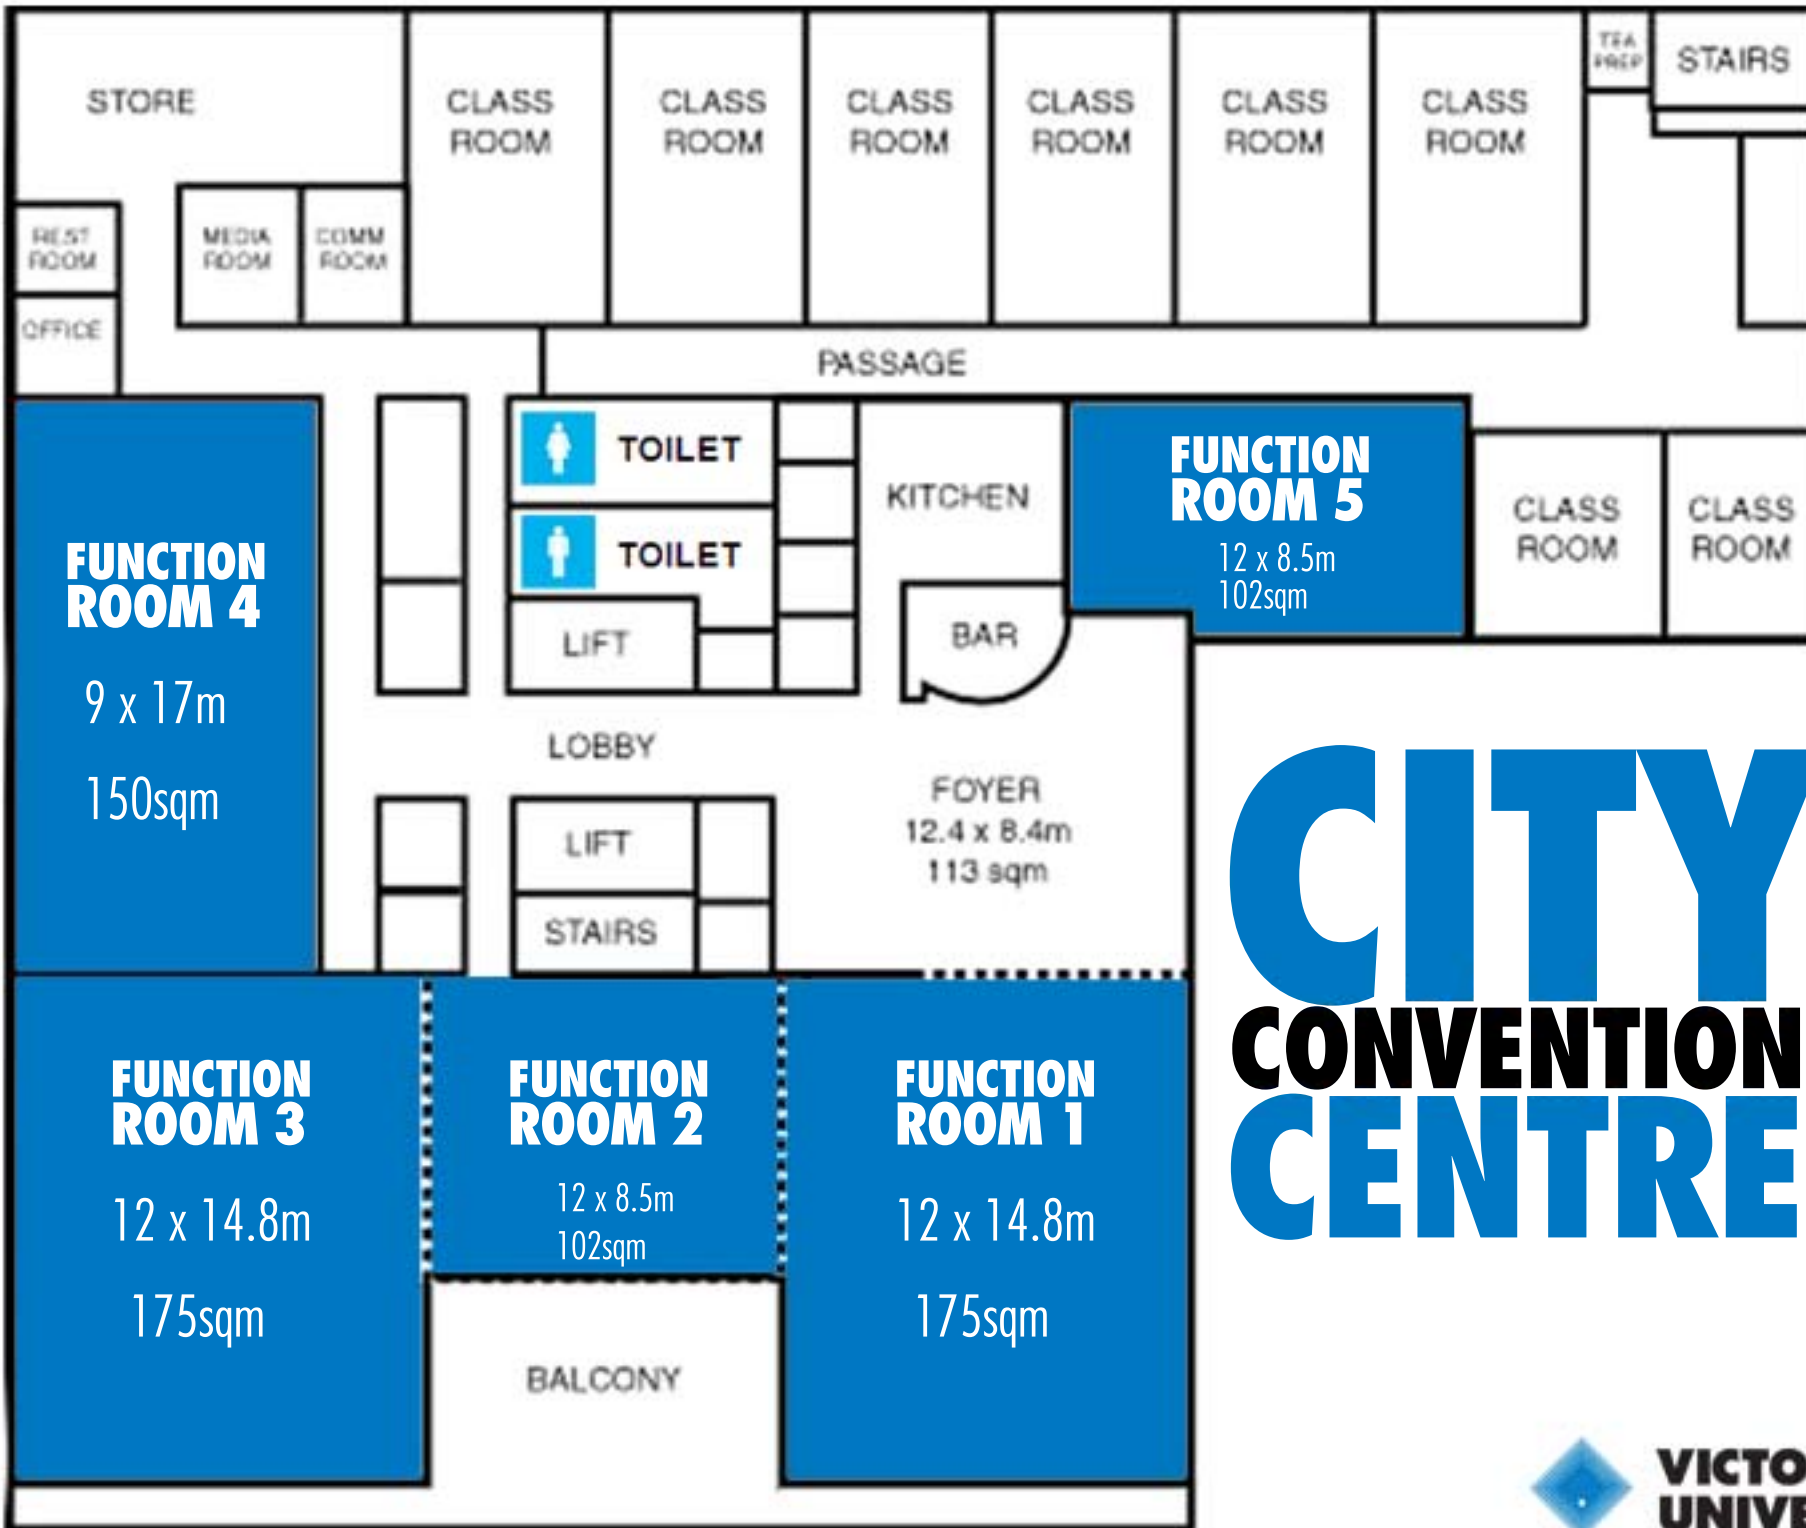 STORE
CLASS
ROOM
CLASS
ROOM
CLASS
ROOM
CLASS
ROOM
CLASS
ROOM
CLASS
ROOM
TEA
PREP
STAIRS
REST
ROOM
MEDIA
ROOM
COMM
ROOM
OFFICE
PASSAGE
FUNCTION
ROOM 4
9 x 17m
150sqm
TOILET
TOILET
LIFT
KITCHEN
BAR
FUNCTION
ROOM 5
12 x 8.5m
102sqm
CLASS
ROOM
CLASS
ROOM
LOBBY
LIFT
STAIRS
FOYER
12.4 x 8.4m
113 sqm
FUNCTION
ROOM 3
12 x 14.8m
175sqm
FUNCTION
ROOM 2
12 x 8.5m
102sqm
FUNCTION
ROOM 1
12 x 14.8m
175sqm
BALCONY
CITY
CONVENTION
CENTRE
VICTO
UNIVE